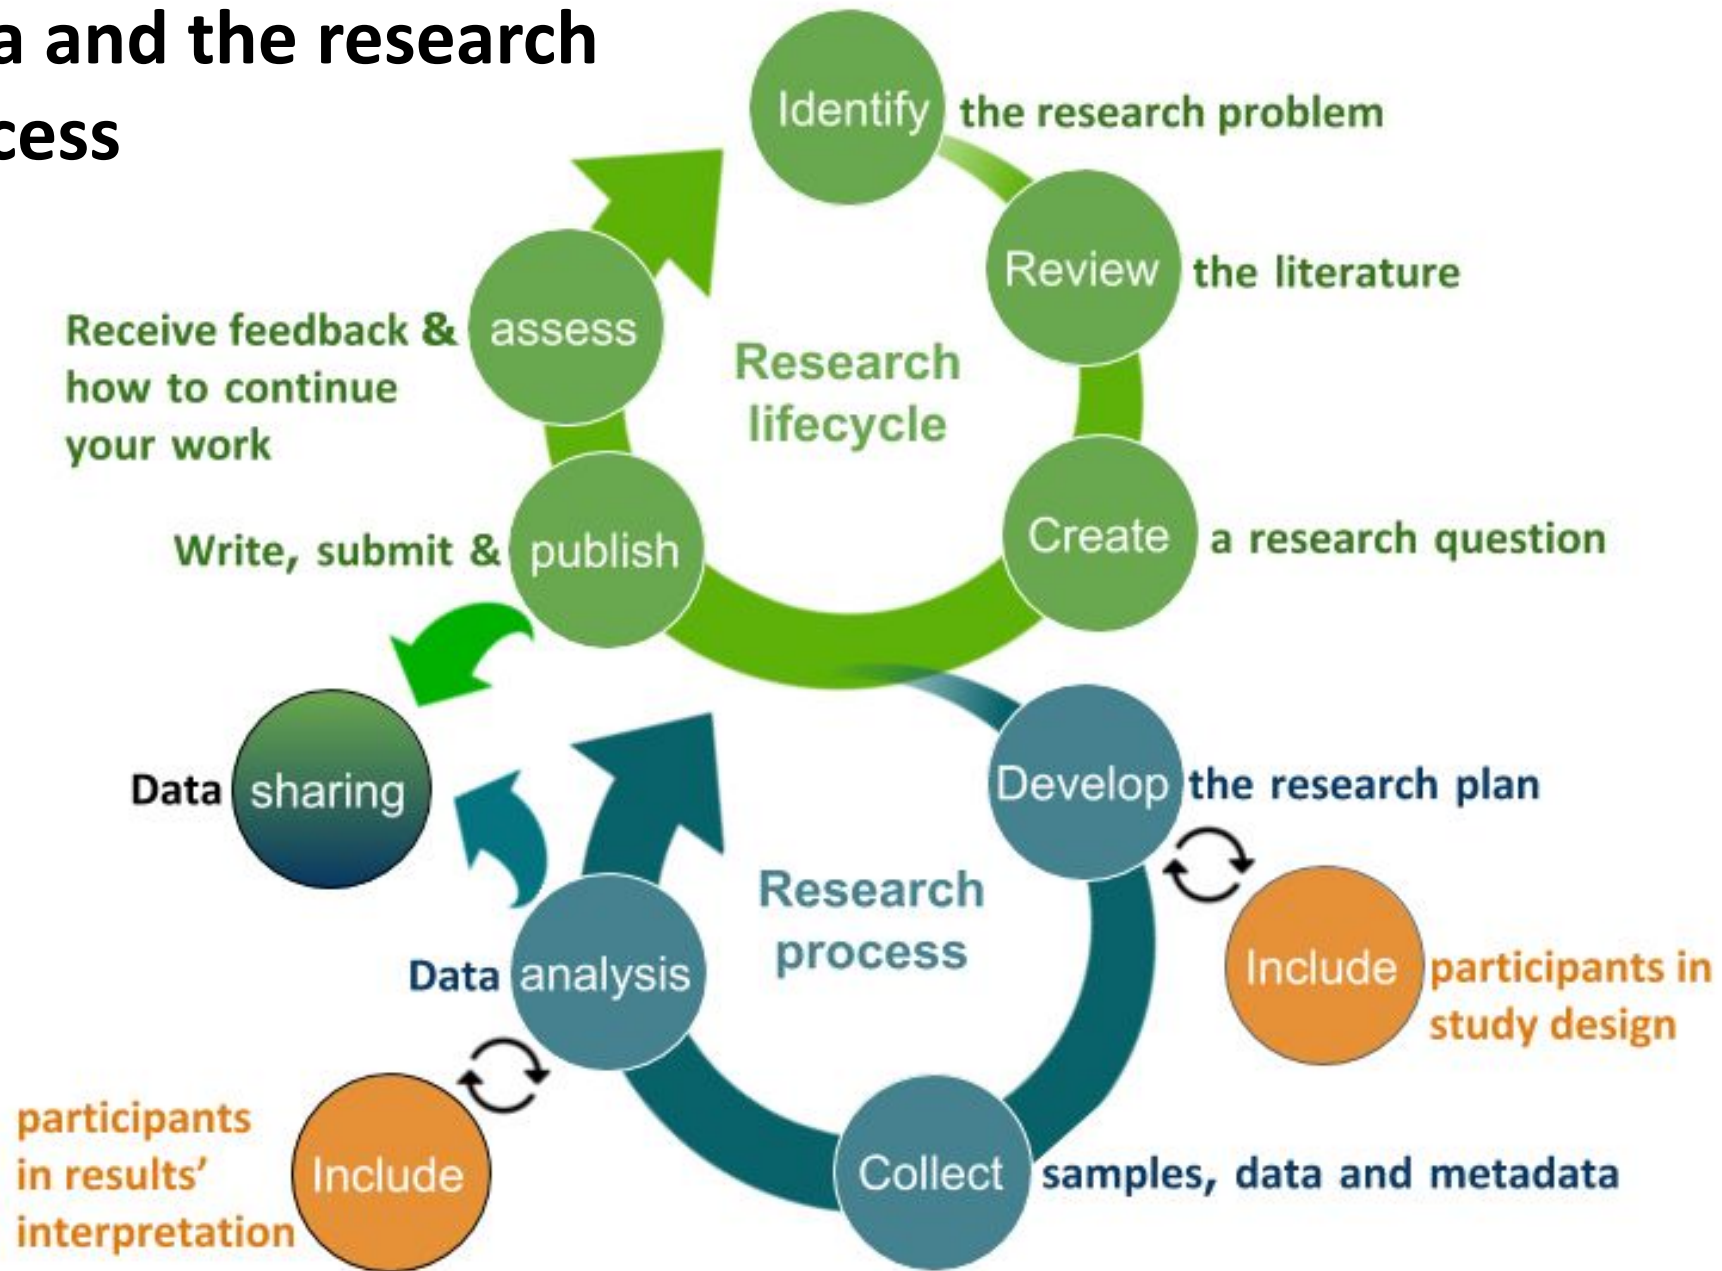 a and the research
cess
Identify the research problem
Review the literature
Research
lifecycle
assess
Receive feedback &
how to continue
your work
Create a research question
Write, submit & publish
Data sharing
Develop the research plan
Research
process
Include participants in
study design
Data analysis
Collect samples, data and metadata
participants
in results’
interpretation
Include